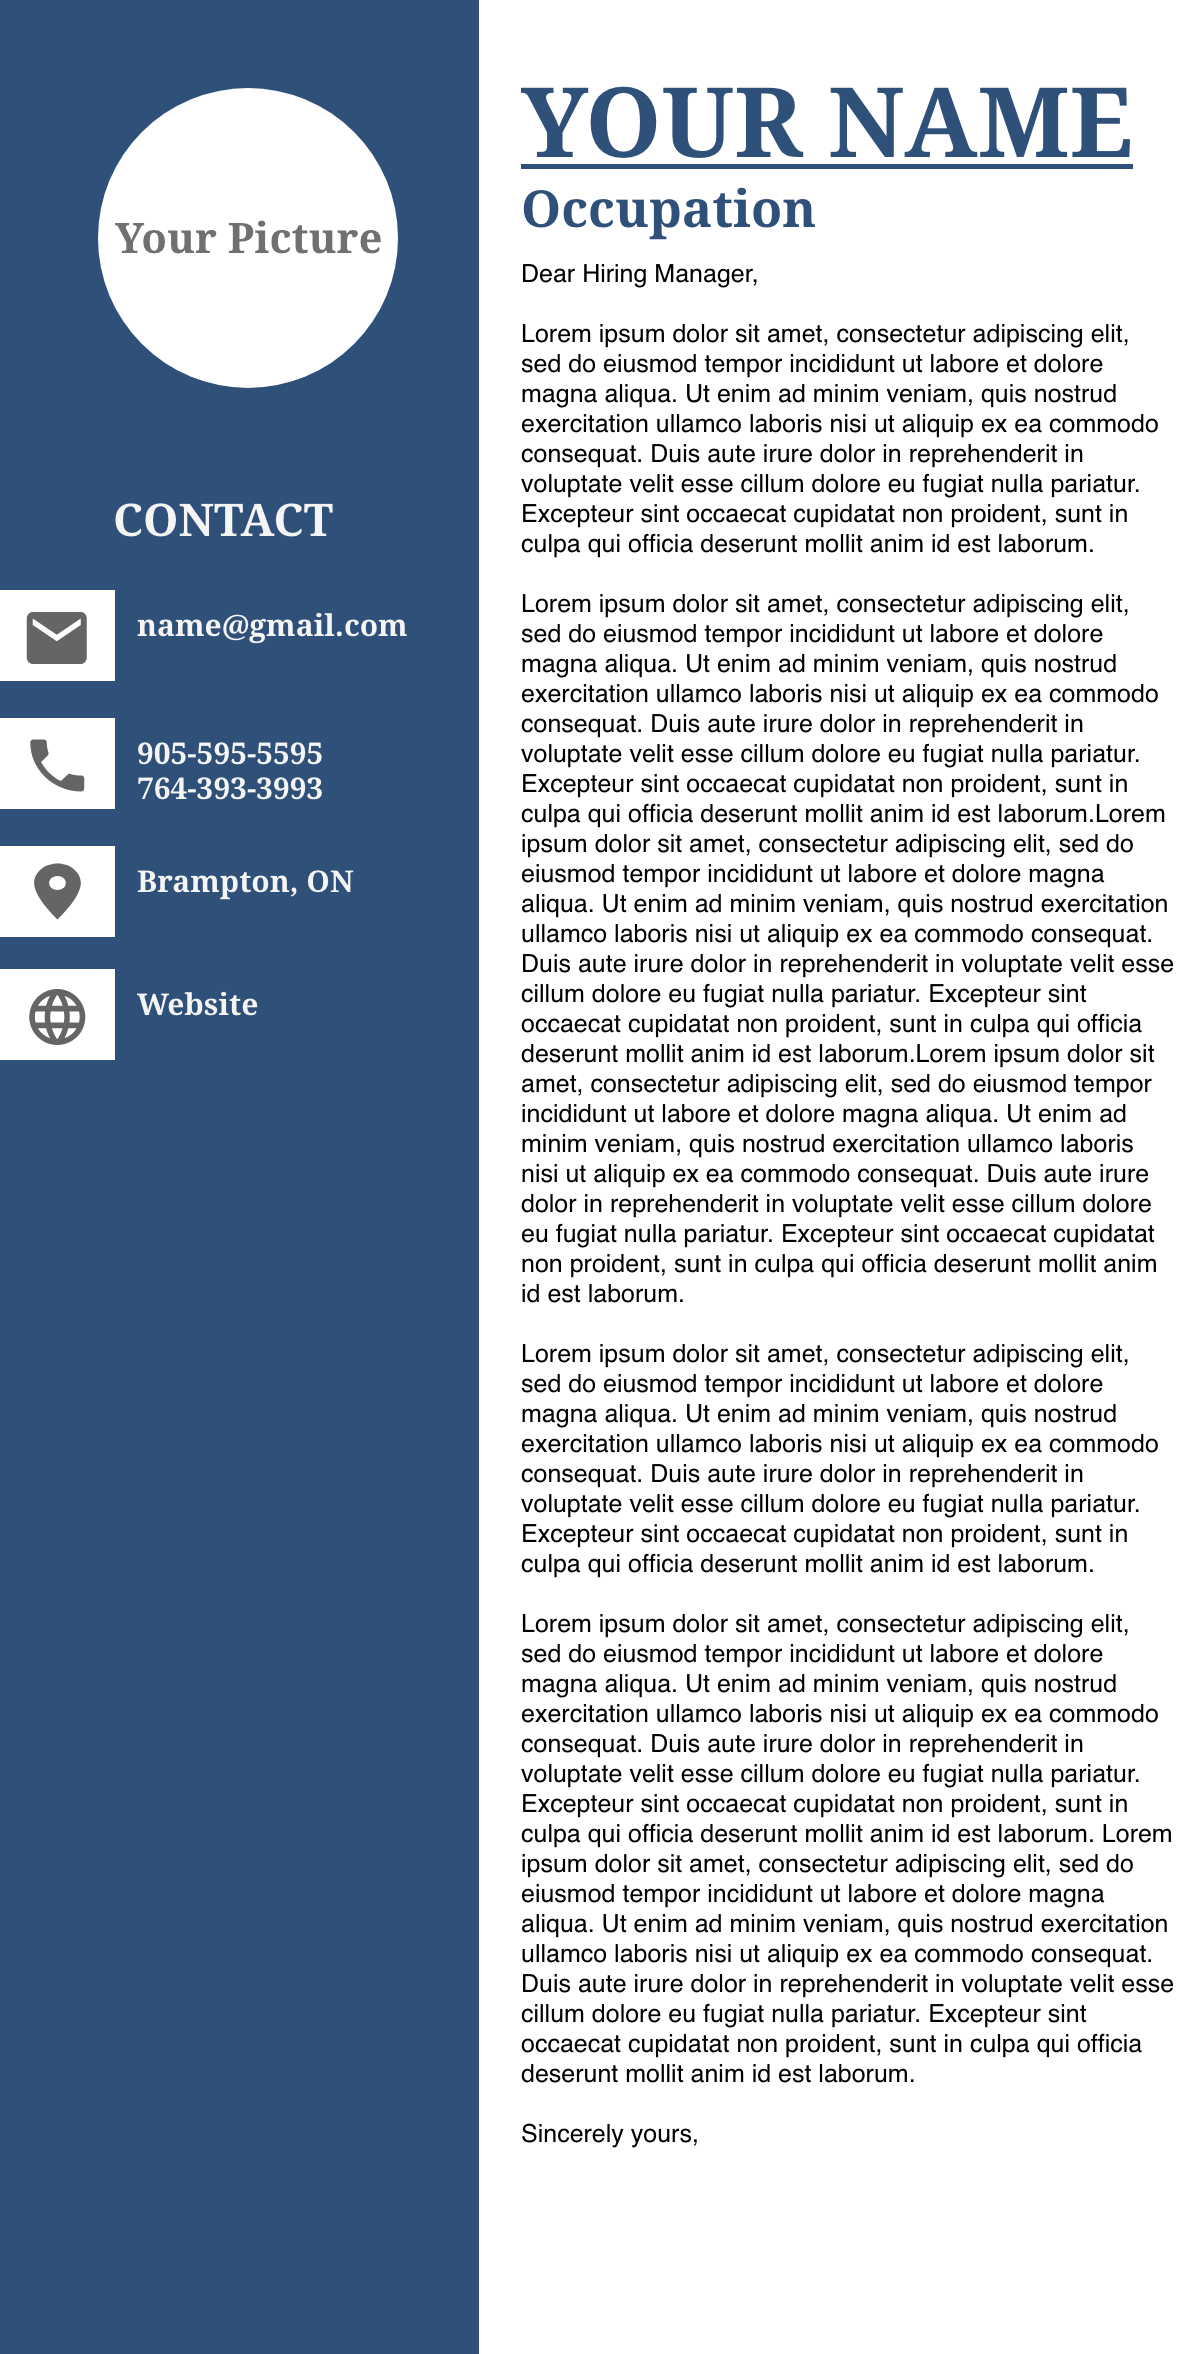 Your Picture
CONTACT
name@gmail.com
905-595-5595
764-393-3993
Brampton, ON
Website
YOUR NAME
Occupation
Dear Hiring Manager,
Lorem ipsum dolor sit amet, consectetur adipiscing elit,
sed do eiusmod tempor incididunt ut labore et dolore
magna aliqua. Ut enim ad minim veniam, quis nostrud
exercitation ullamco laboris nisi ut aliquip ex ea commodo
consequat. Duis aute irure dolor in reprehenderit in
voluptate velit esse cillum dolore eu fugiat nulla pariatur.
Excepteur sint occaecat cupidatat non proident, sunt in
culpa qui officia deserunt mollit anim id est laborum.
Lorem ipsum dolor sit amet, consectetur adipiscing elit,
sed do eiusmod tempor incididunt ut labore et dolore
magna aliqua. Ut enim ad minim veniam, quis nostrud
exercitation ullamco laboris nisi ut aliquip ex ea commodo
consequat. Duis aute irure dolor in reprehenderit in
voluptate velit esse cillum dolore eu fugiat nulla pariatur.
Excepteur sint occaecat cupidatat non proident, sunt in
culpa qui officia deserunt mollit anim id est laborum.Lorem
ipsum dolor sit amet, consectetur adipiscing elit, sed do
eiusmod tempor incididunt ut labore et dolore magna
aliqua. Ut enim ad minim veniam, quis nostrud exercitation
ullamco laboris nisi ut aliquip ex ea commodo consequat.
Duis aute irure dolor in reprehenderit in voluptate velit esse
cillum dolore eu fugiat nulla pariatur. Excepteur sint
occaecat cupidatat non proident, sunt in culpa qui officia
deserunt mollit anim id est laborum.Lorem ipsum dolor sit
amet, consectetur adipiscing elit, sed do eiusmod tempor
incididunt ut labore et dolore magna aliqua. Ut enim ad
minim veniam, quis nostrud exercitation ullamco laboris
nisi ut aliquip ex ea commodo consequat. Duis aute irure
dolor in reprehenderit in voluptate velit esse cillum dolore
eu fugiat nulla pariatur. Excepteur sint occaecat cupidatat
non proident, sunt in culpa qui officia deserunt mollit anim
id est laborum.
Lorem ipsum dolor sit amet, consectetur adipiscing elit,
sed do eiusmod tempor incididunt ut labore et dolore
magna aliqua. Ut enim ad minim veniam, quis nostrud
exercitation ullamco laboris nisi ut aliquip ex ea commodo
consequat. Duis aute irure dolor in reprehenderit in
voluptate velit esse cillum dolore eu fugiat nulla pariatur.
Excepteur sint occaecat cupidatat non proident, sunt in
culpa qui officia deserunt mollit anim id est laborum.
Lorem ipsum dolor sit amet, consectetur adipiscing elit,
sed do eiusmod tempor incididunt ut labore et dolore
magna aliqua. Ut enim ad minim veniam, quis nostrud
exercitation ullamco laboris nisi ut aliquip ex ea commodo
consequat. Duis aute irure dolor in reprehenderit in
voluptate velit esse cillum dolore eu fugiat nulla pariatur.
Excepteur sint occaecat cupidatat non proident, sunt in
culpa qui officia deserunt mollit anim id est laborum. Lorem
ipsum dolor sit amet, consectetur adipiscing elit, sed do
eiusmod tempor incididunt ut labore et dolore magna
aliqua. Ut enim ad minim veniam, quis nostrud exercitation
ullamco laboris nisi ut aliquip ex ea commodo consequat.
Duis aute irure dolor in reprehenderit in voluptate velit esse
cillum dolore eu fugiat nulla pariatur. Excepteur sint
occaecat cupidatat non proident, sunt in culpa qui officia
deserunt mollit anim id est laborum.
Sincerely yours,